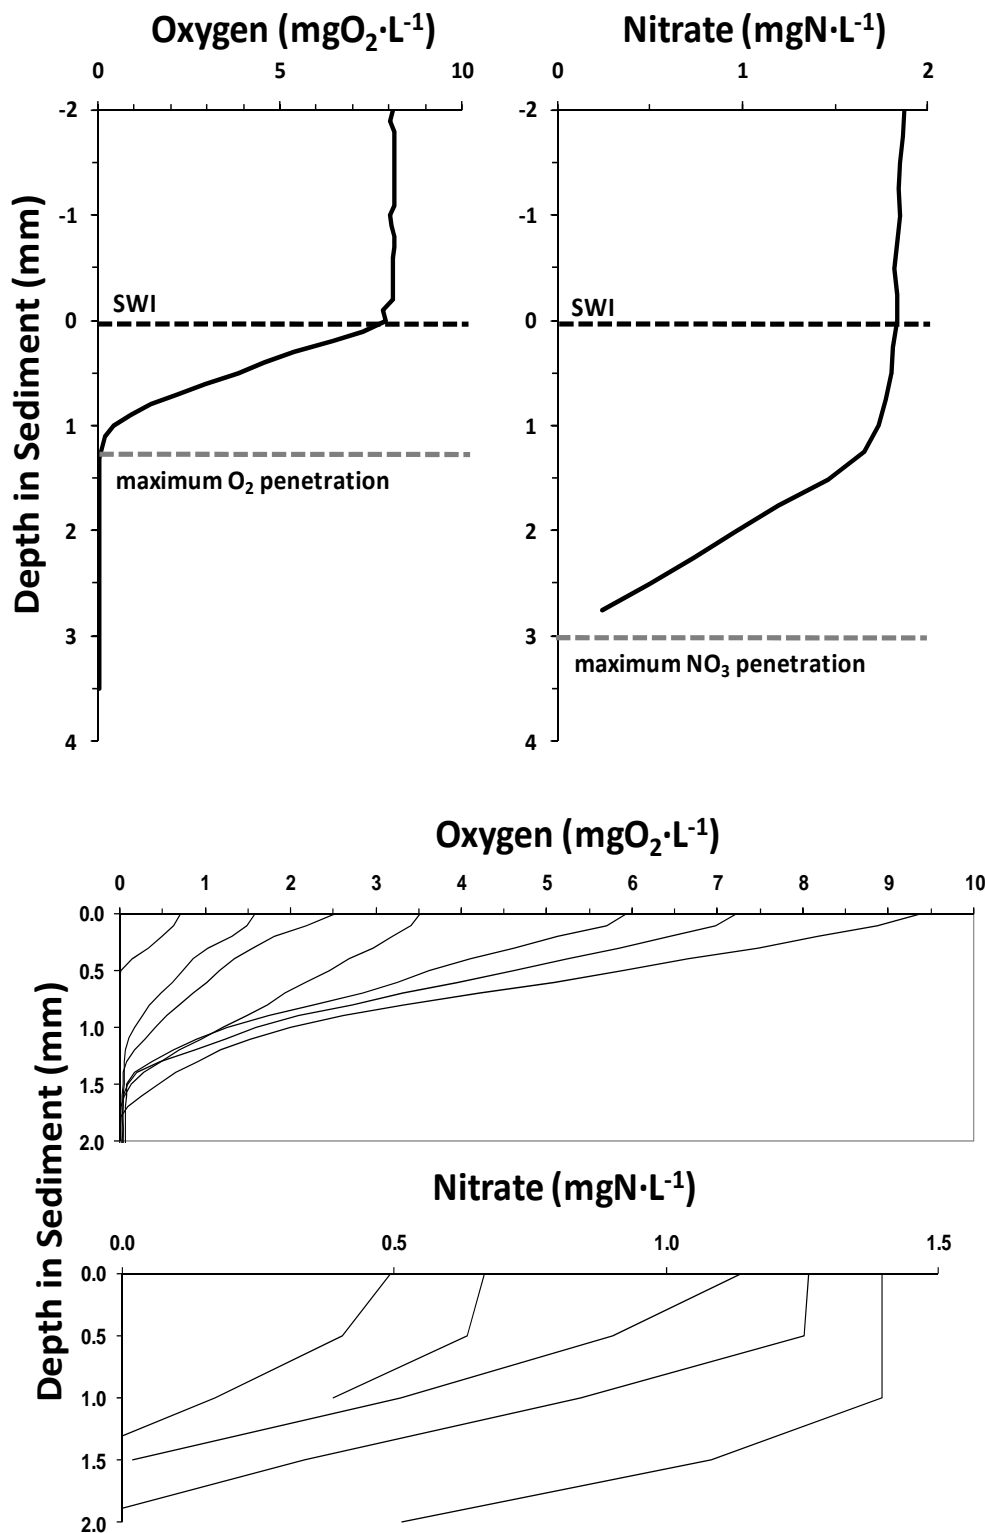 Oxygen (mgO₂·L⁻¹)
0 5 10
Depth in Sediment (mm)
-2
-1
0
1
2
3
4
SWI
maximum O₂ penetration
Nitrate (mgN·L⁻¹)
0 1 2
-2
-1
0
1
2
3
4
SWI
maximum NO₃ penetration
Oxygen (mgO₂·L⁻¹)
0 1 2 3 4 5 6 7 8 9 10
Depth in Sediment (mm)
0.0
0.5
1.0
1.5
2.0
Nitrate (mgN·L⁻¹)
0.0 0.5 1.0 1.5
0.0
0.5
1.0
1.5
2.0